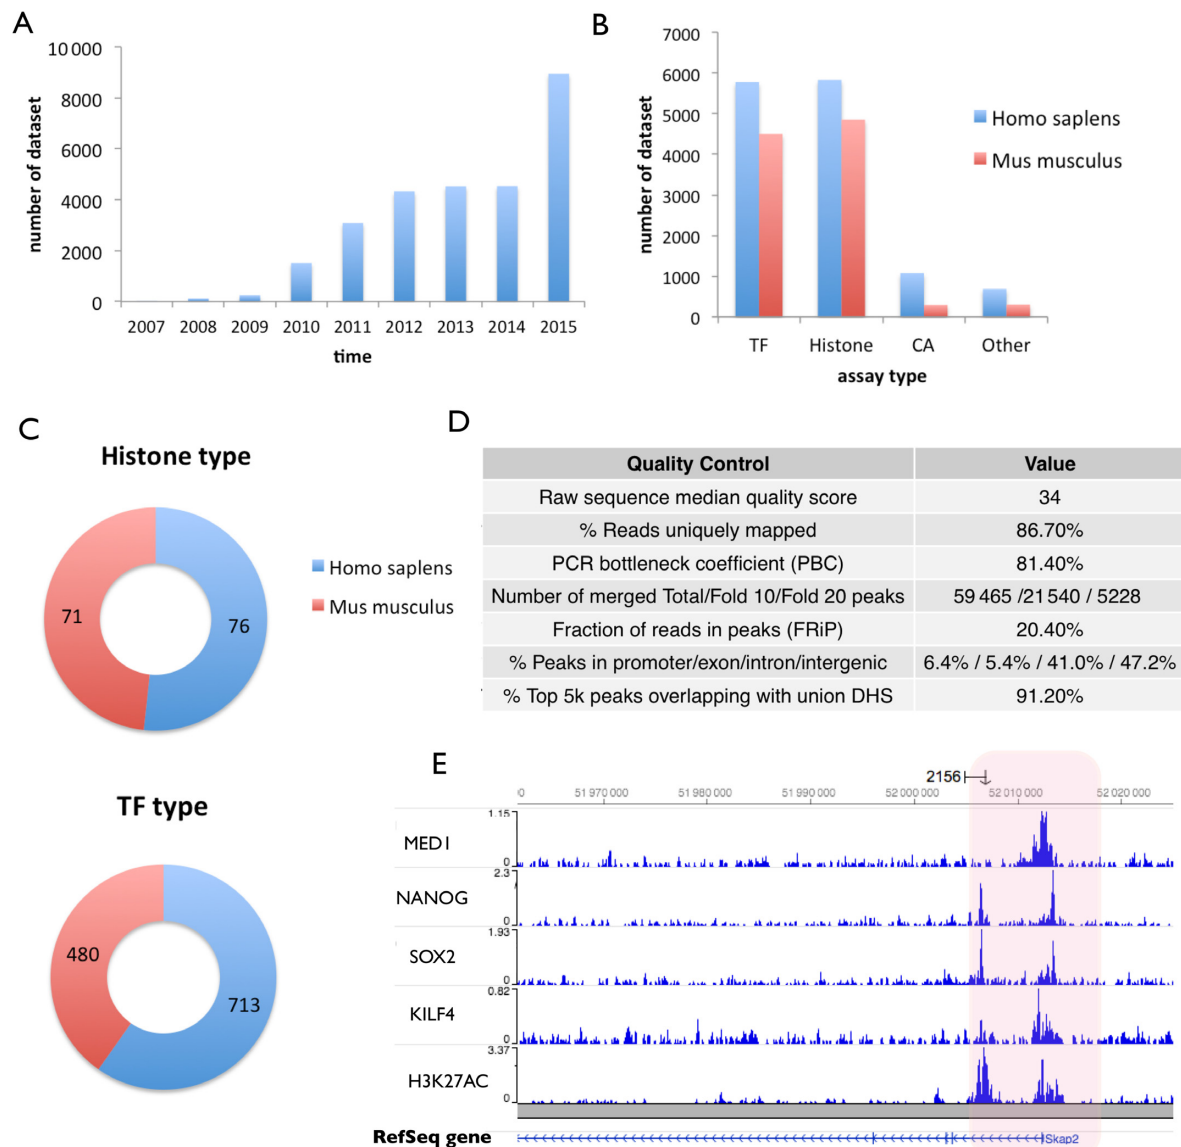 A
number of dataset
10 000
8000
6000
4000
2000
0
2007 2008 2009 2010 2011 2012 2013 2014 2015
time
B
number of dataset
7000
6000
5000
4000
3000
2000
1000
0
TF Histone CA Other
assay type
Homo saplens
Mus musculus
C
Histone type
71
76
Homo saplens
Mus musculus
TF type
480
713
D
Quality Control Value
Raw sequence median quality score 34
% Reads uniquely mapped 86.70%
PCR bottleneck coefficient (PBC) 81.40%
Number of merged Total/Fold 10/Fold 20 peaks 59 465 /21 540 / 5228
Fraction of reads in peaks (FRiP) 20.40%
% Peaks in promoter/exon/intron/intergenic 6.4% / 5.4% / 41.0% / 47.2%
% Top 5k peaks overlapping with union DHS 91.20%
E
2156
0 51 970 000 51 980 000 51 990 000 52 000 000 52 010 000 52 020 000
MED1 1.15 0
NANOG 2.3 0
SOX2 1.93 0
KILF4 0.82 0
H3K27AC 3.37 0
RefSeq gene Skap2